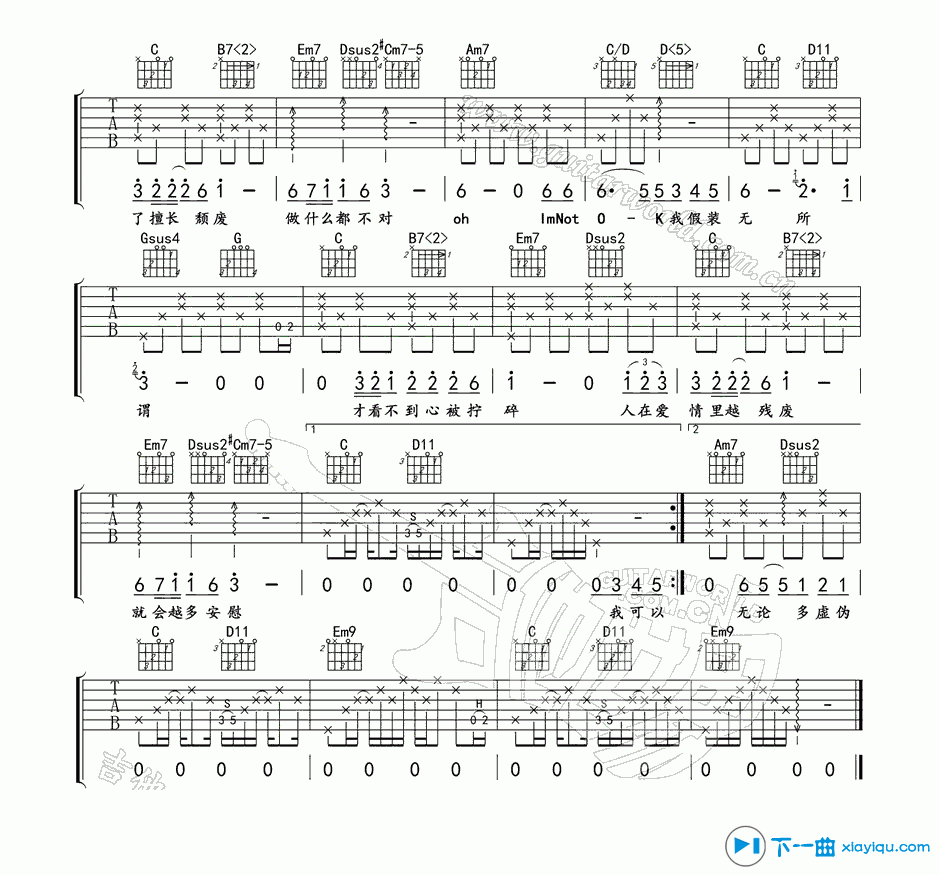 C B7<2> Em7 Dsus2 #Cm7-5 Am7 C/D D<5> C D11
T
A
B
3 2 2 2 6 1 - 6 7 1 1 6 3 - 6 - 0 6 6 6· 5 5 3 4 5 6 - 2· 1
了擅长 颓废 做什么都不对 oh ImNot O - K我假装 无 所
www.guitarworld.com.cn
Gsus4 G C B7<2> Em7 Dsus2 C B7<2>
T
A
B
0 2
3 - 0 0 0 3 2 1 2 2 2 6 1 - 0 1 2 3 3 2 2 2 6 1 -
谓 才看不到心被拧 碎 人在爱 情里越 残废
1 2
Em7 Dsus2 #Cm7-5 C D11 Am7 Dsus2
T
A
B
S
3 5
6 7 1 1 6 3 - 0 0 0 0 0 0 0 3 4 5 0 6 5 5 1 2 1
就会越多安慰 我可以 无论 多虚伪
GUITARWORLD
.COM.CN
C D11 Em9 C D11 Em9
T
A
B
S H S
3 5 0 2 3 5
0 0 0 0 0 0 0 0 0 0 0 0 0 0 0 0
下一曲 xiayiqu.com